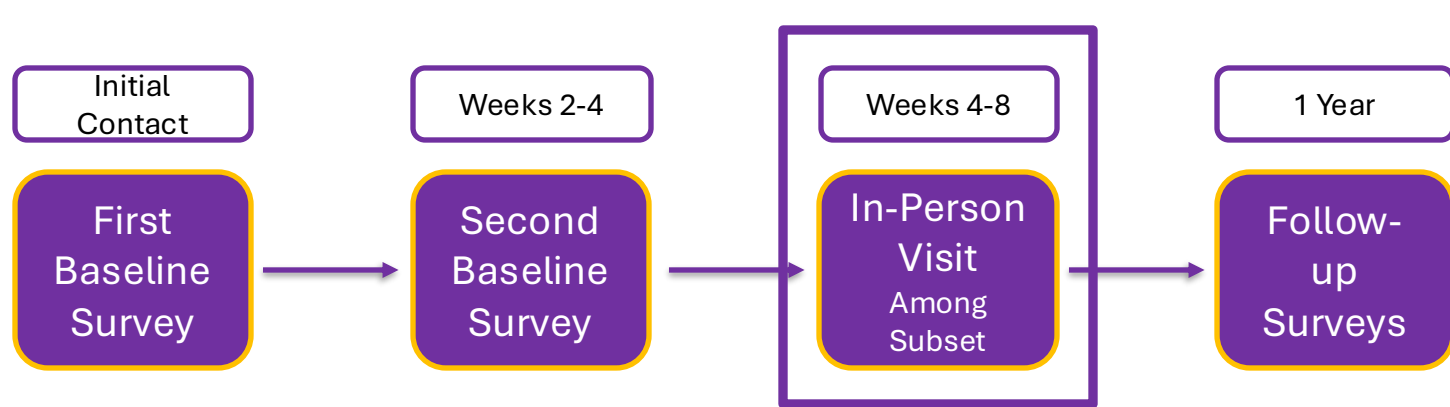 Initial
Contact
Weeks 2-4
Weeks 4-8
1 Year
First
Baseline
Survey
Second
Baseline
Survey
In-Person
Visit
Among
Subset
Follow-
up
Surveys